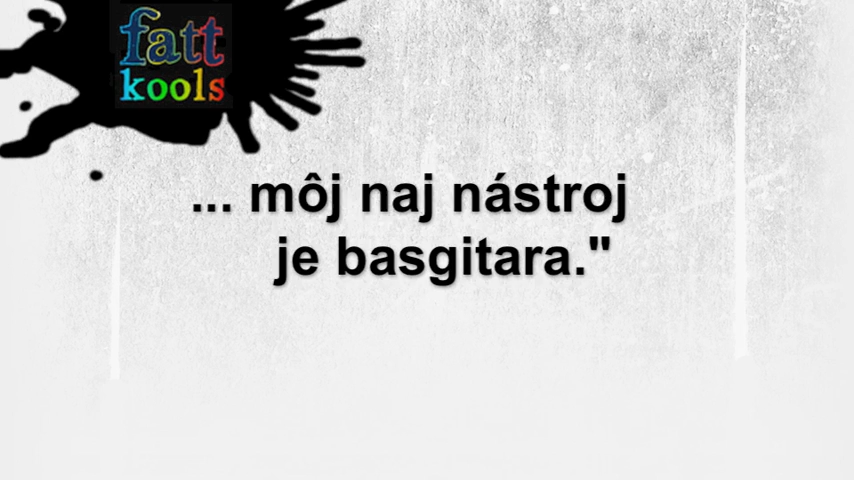 fatt
kools
... môj naj nástroj
je basgitara."